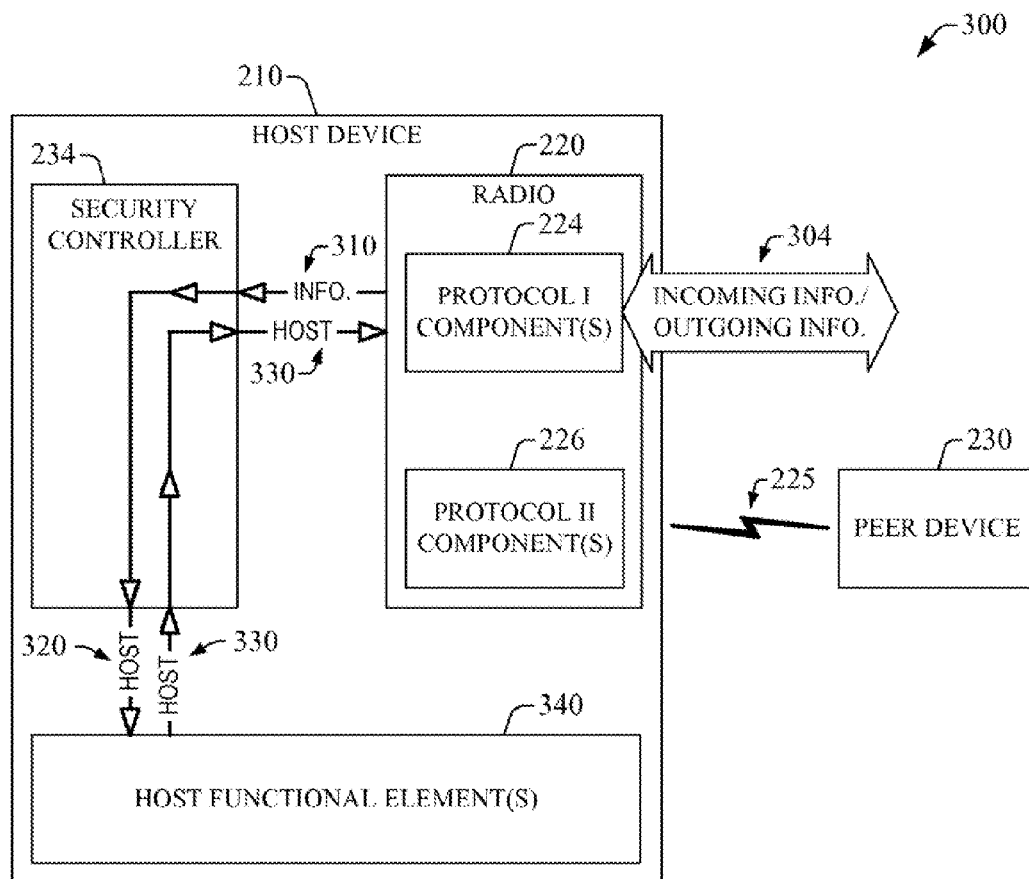 300
210
HOST DEVICE
234
220
SECURITY
CONTROLLER
RADIO
224
304
310
INFO.
PROTOCOL I
COMPONENT(S)
INCOMING INFO./
OUTGOING INFO.
HOST
330
226
225
230
PROTOCOL II
COMPONENT(S)
PEER DEVICE
320
HOST
HOST
330
340
HOST FUNCTIONAL ELEMENT(S)